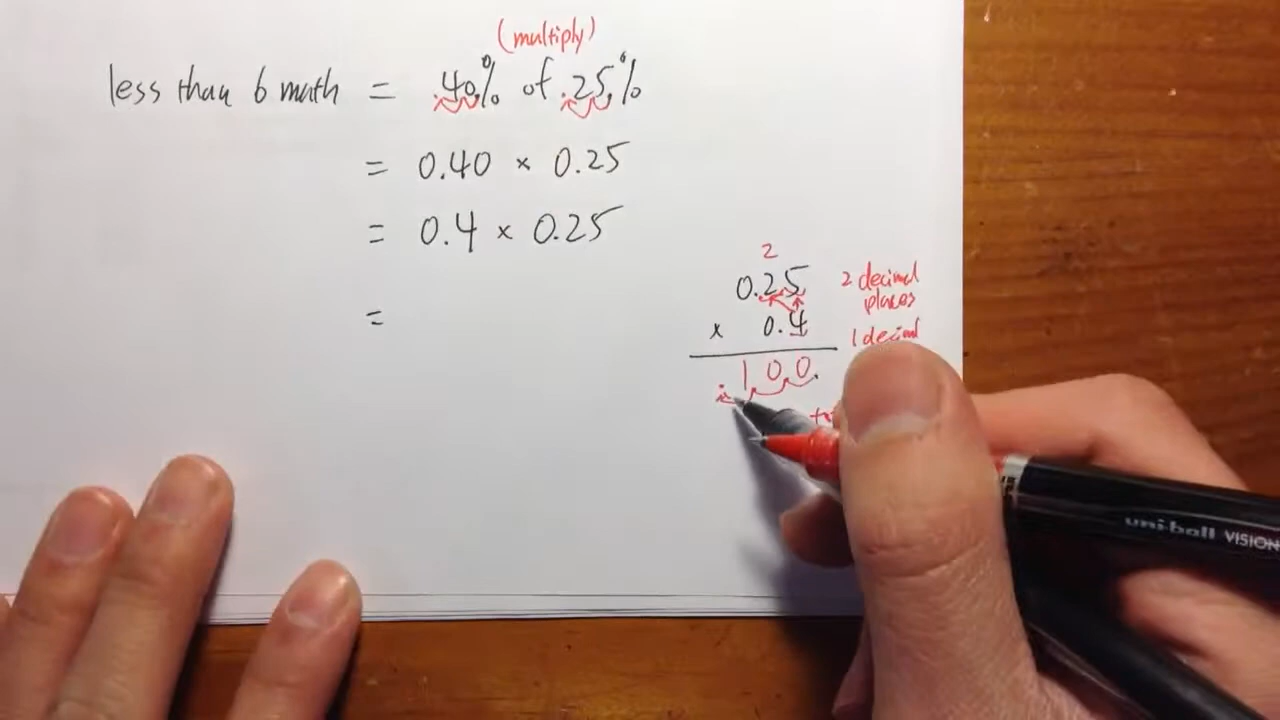 (multiply)
less than 6 math = .40.% of .25.%
= 0.40 × 0.25
= 0.4 × 0.25
=
2
0.25
2 decimal
places
× 0.4
1 decimal
100.
uni-ball VISION